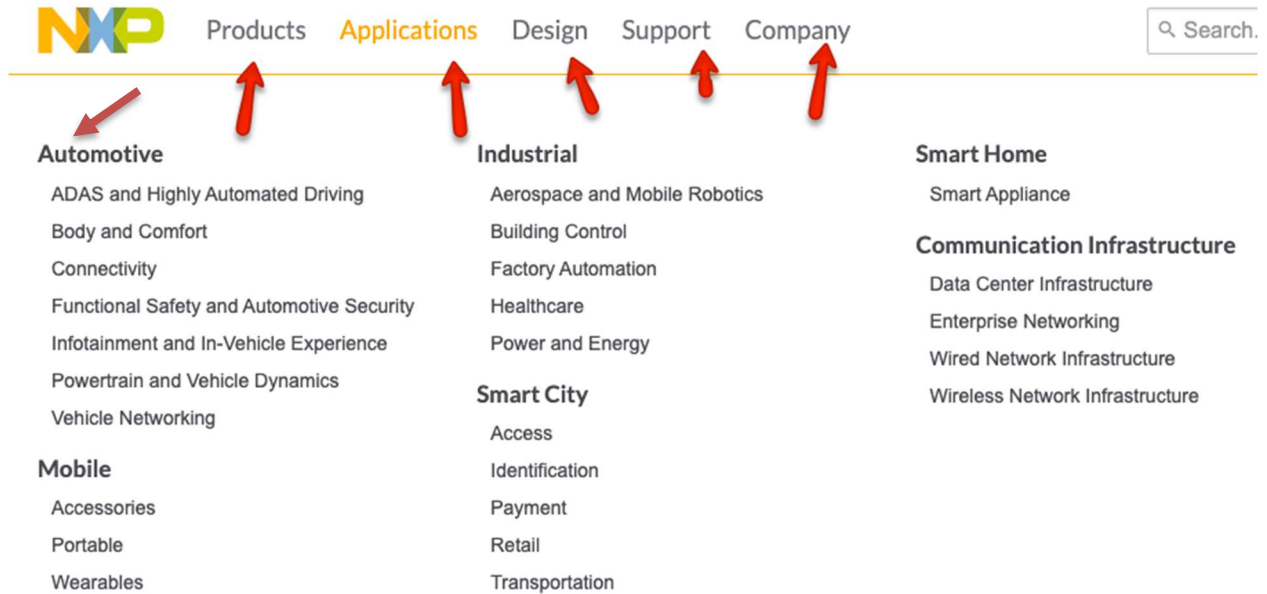 NXP Products Applications Design Support Company Search.
Automotive
ADAS and Highly Automated Driving
Body and Comfort
Connectivity
Functional Safety and Automotive Security
Infotainment and In-Vehicle Experience
Powertrain and Vehicle Dynamics
Vehicle Networking
Mobile
Accessories
Portable
Wearables
Industrial
Aerospace and Mobile Robotics
Building Control
Factory Automation
Healthcare
Power and Energy
Smart City
Access
Identification
Payment
Retail
Transportation
Smart Home
Smart Appliance
Communication Infrastructure
Data Center Infrastructure
Enterprise Networking
Wired Network Infrastructure
Wireless Network Infrastructure